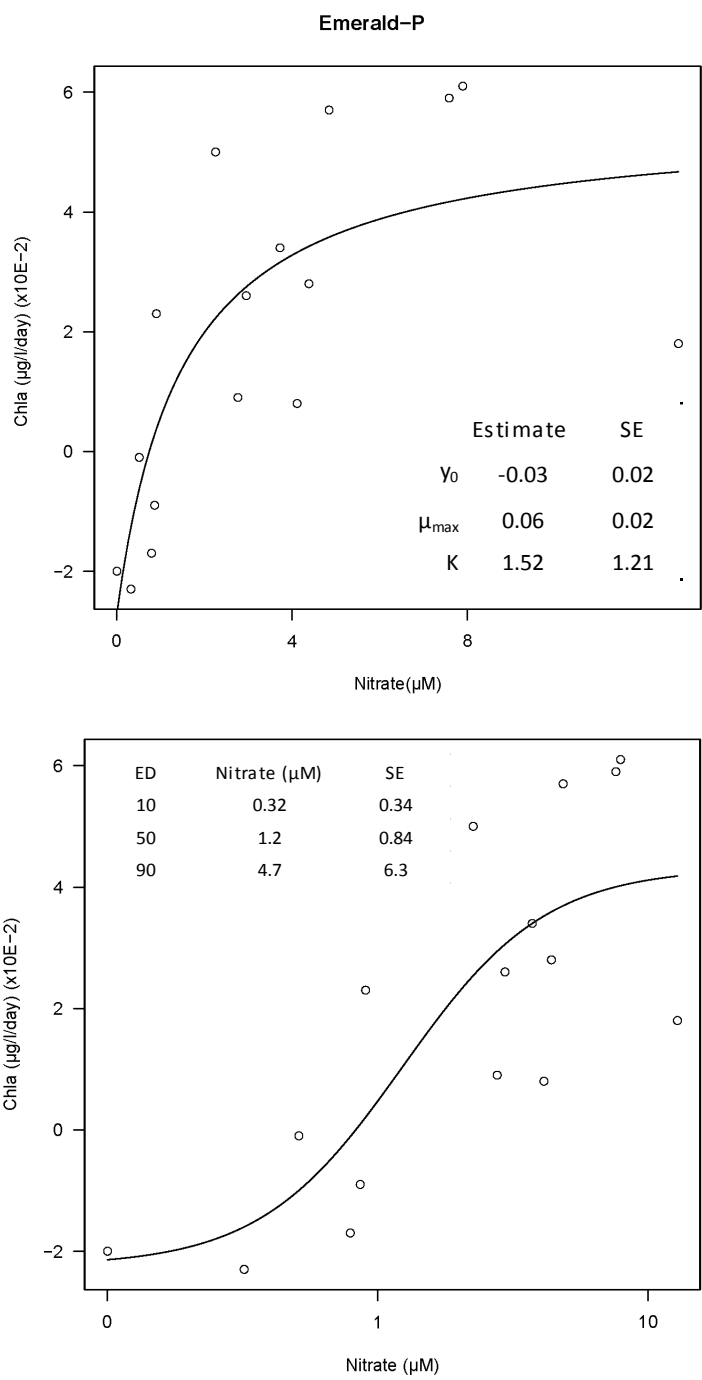 Emerald−P
6
4
2
0
−2
Chla (µg/l/day) (x10E−2)
Estimate SE
y₀ -0.03 0.02
µmax 0.06 0.02
K 1.52 1.21
0 4 8
Nitrate(µM)
ED Nitrate (µM) SE
10 0.32 0.34
50 1.2 0.84
90 4.7 6.3
6
4
2
0
−2
Chla (µg/l/day) (x10E−2)
0 1 10
Nitrate (µM)